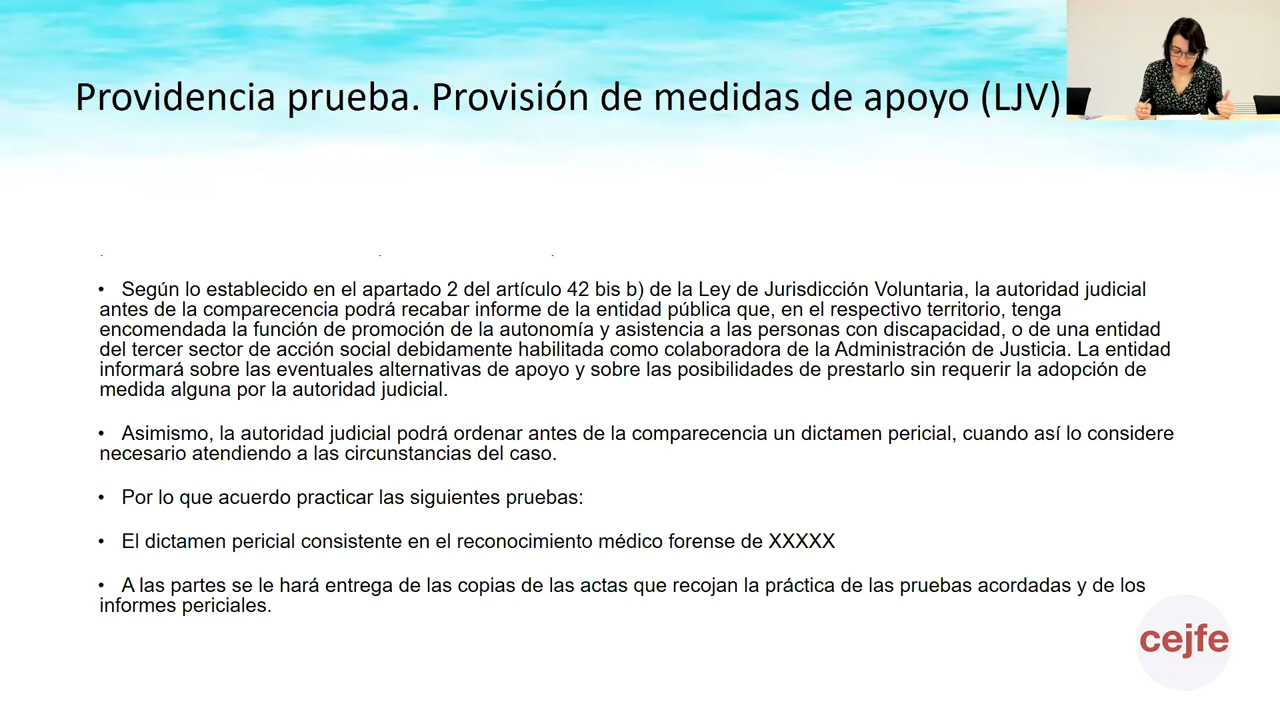 Providencia prueba. Provisión de medidas de apoyo (LJV)
• Según lo establecido en el apartado 2 del artículo 42 bis b) de la Ley de Jurisdicción Voluntaria, la autoridad judicial
antes de la comparecencia podrá recabar informe de la entidad pública que, en el respectivo territorio, tenga
encomendada la función de promoción de la autonomía y asistencia a las personas con discapacidad, o de una entidad
del tercer sector de acción social debidamente habilitada como colaboradora de la Administración de Justicia. La entidad
informará sobre las eventuales alternativas de apoyo y sobre las posibilidades de prestarlo sin requerir la adopción de
medida alguna por la autoridad judicial.
• Asimismo, la autoridad judicial podrá ordenar antes de la comparecencia un dictamen pericial, cuando así lo considere
necesario atendiendo a las circunstancias del caso.
• Por lo que acuerdo practicar las siguientes pruebas:
• El dictamen pericial consistente en el reconocimiento médico forense de XXXXX
• A las partes se le hará entrega de las copias de las actas que recojan la práctica de las pruebas acordadas y de los
informes periciales.
cejfe